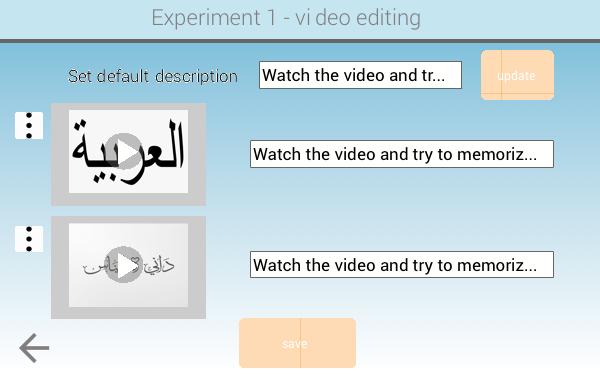 Experiment 1 - vi deo editing
Set default description
Watch the video and tr...
update
العربية
Watch the video and try to memoriz...
Watch the video and try to memoriz...
save